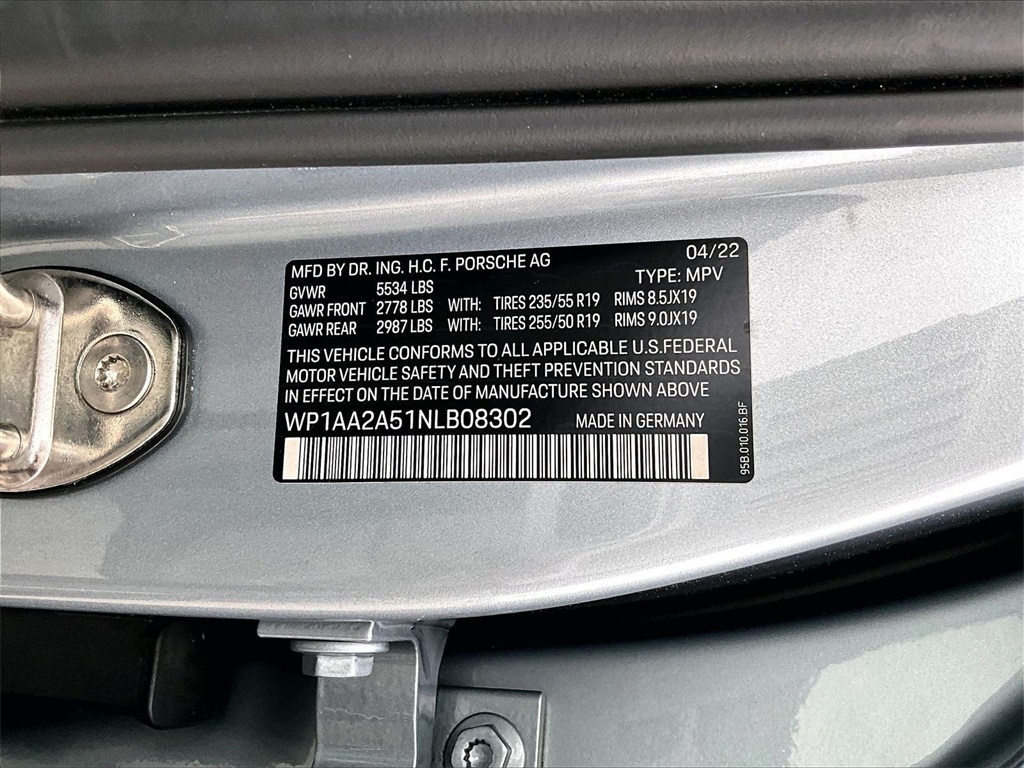 MFD BY DR. ING. H.C. F. PORSCHE AG 04/22
GVWR 5534 LBS TYPE: MPV
GAWR FRONT 2778 LBS WITH: TIRES 235/55 R19 RIMS 8.5JX19
GAWR REAR 2987 LBS WITH: TIRES 255/50 R19 RIMS 9.0JX19
THIS VEHICLE CONFORMS TO ALL APPLICABLE U.S.FEDERAL
MOTOR VEHICLE SAFETY AND THEFT PREVENTION STANDARDS
IN EFFECT ON THE DATE OF MANUFACTURE SHOWN ABOVE
WP1AA2A51NLB08302 MADE IN GERMANY
95B.010.016.BF